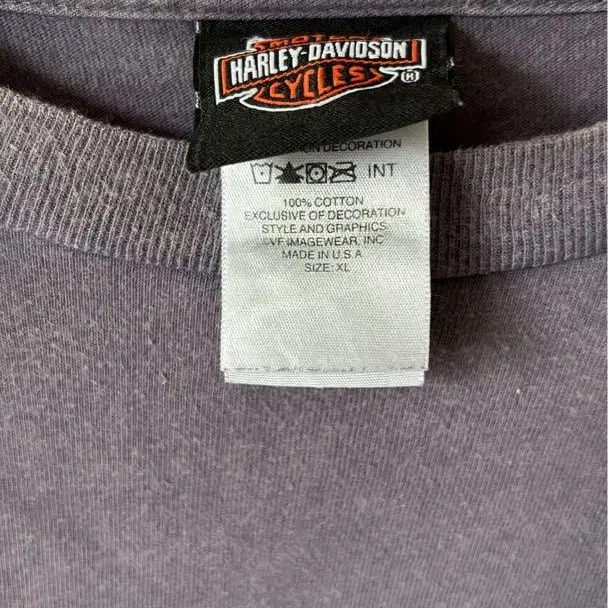 MOTOR
HARLEY-DAVIDSON
CYCLES
DECORATION
INT
100% COTTON
EXCLUSIVE OF DECORATION
STYLE AND GRAPHICS
©VF IMAGEWEAR, INC
MADE IN U.S.A
SIZE: XL